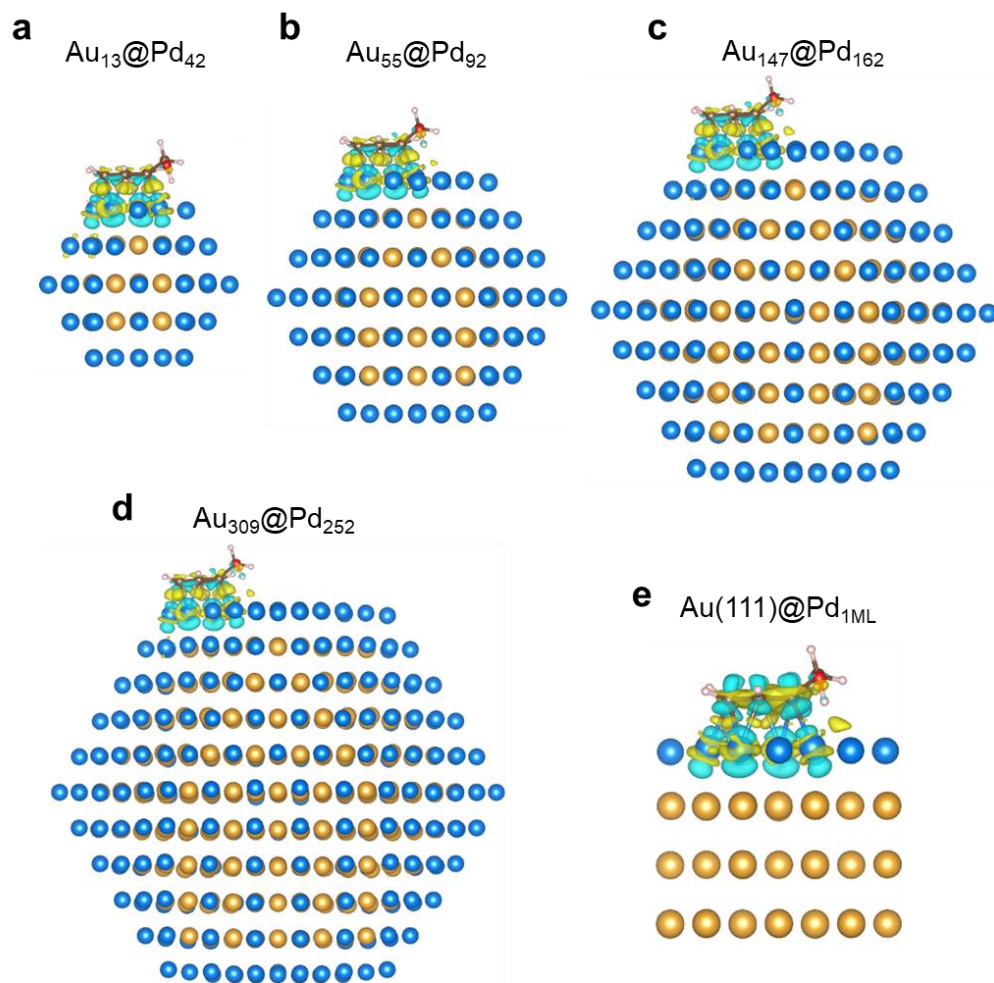 a
Au₁₃@Pd₄₂
b
Au₅₅@Pd₉₂
c
Au₁₄₇@Pd₁₆₂
d
Au₃₀₉@Pd₂₅₂
e
Au(111)@Pd₁ML